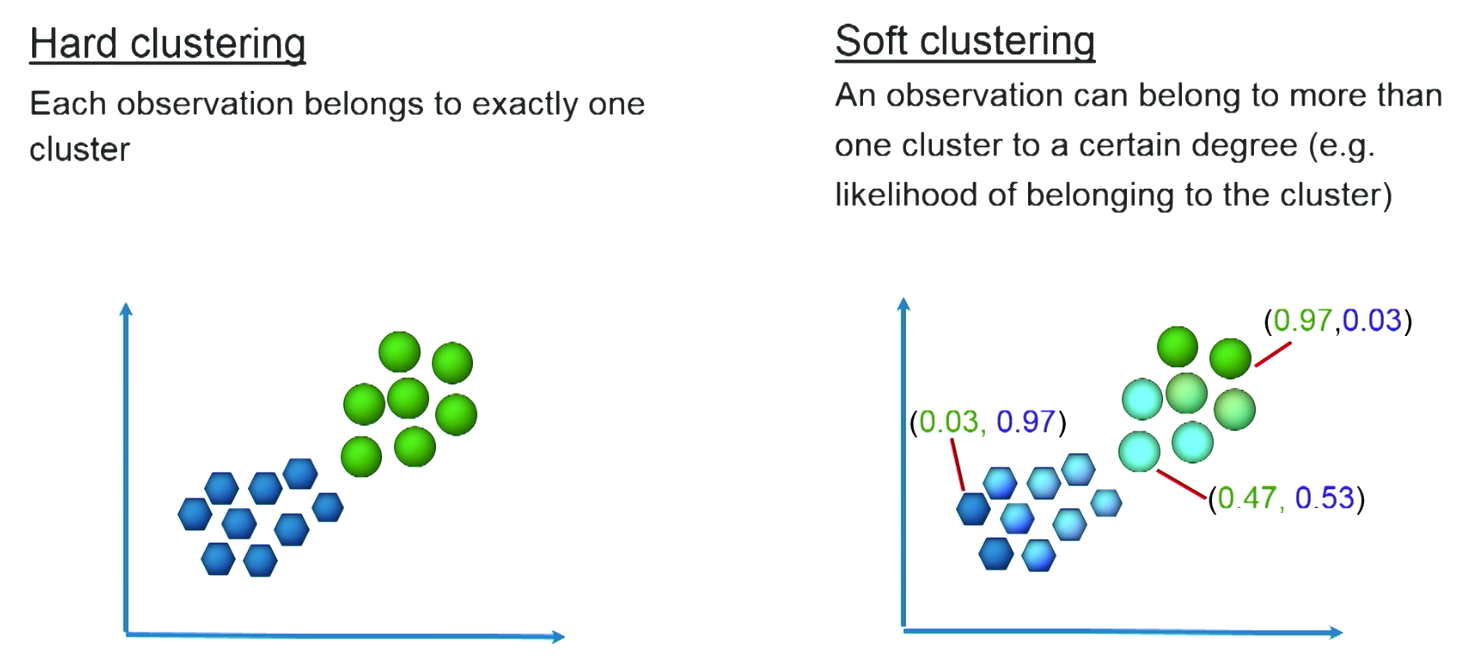 Hard clustering
Each observation belongs to exactly one
cluster
Soft clustering
An observation can belong to more than
one cluster to a certain degree (e.g.
likelihood of belonging to the cluster)
(0.97,0.03)
(0.03, 0.97)
(0.47, 0.53)